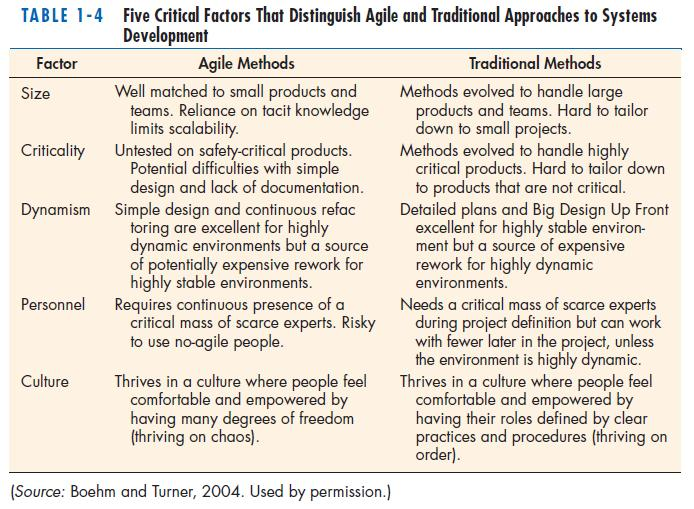 TABLE 1-4 Five Critical Factors That Distinguish Agile and Traditional Approaches to Systems
Development
Factor Agile Methods Traditional Methods
Size
Well matched to small products and
teams. Reliance on tacit knowledge
limits scalability.
Methods evolved to handle large
products and teams. Hard to tailor
down to small projects.
Criticality
Untested on safety-critical products.
Potential difficulties with simple
design and lack of documentation.
Methods evolved to handle highly
critical products. Hard to tailor down
to products that are not critical.
Dynamism
Simple design and continuous refac
toring are excellent for highly
dynamic environments but a source
of potentially expensive rework for
highly stable environments.
Detailed plans and Big Design Up Front
excellent for highly stable environ-
ment but a source of expensive
rework for highly dynamic
environments.
Personnel
Requires continuous presence of a
critical mass of scarce experts. Risky
to use no-agile people.
Needs a critical mass of scarce experts
during project definition but can work
with fewer later in the project, unless
the environment is highly dynamic.
Culture
Thrives in a culture where people feel
comfortable and empowered by
having many degrees of freedom
(thriving on chaos).
Thrives in a culture where people feel
comfortable and empowered by
having their roles defined by clear
practices and procedures (thriving on
order).
(Source: Boehm and Turner, 2004. Used by permission.)